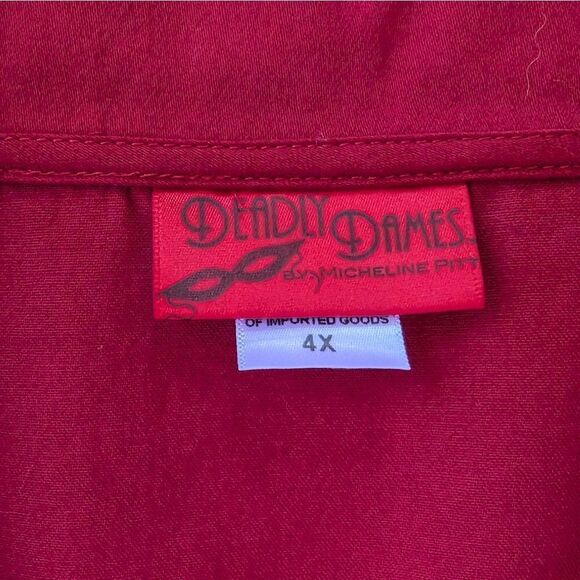 DEADLY DAMES
BY MICHELINE PITT
OF IMPORTED GOODS
4X